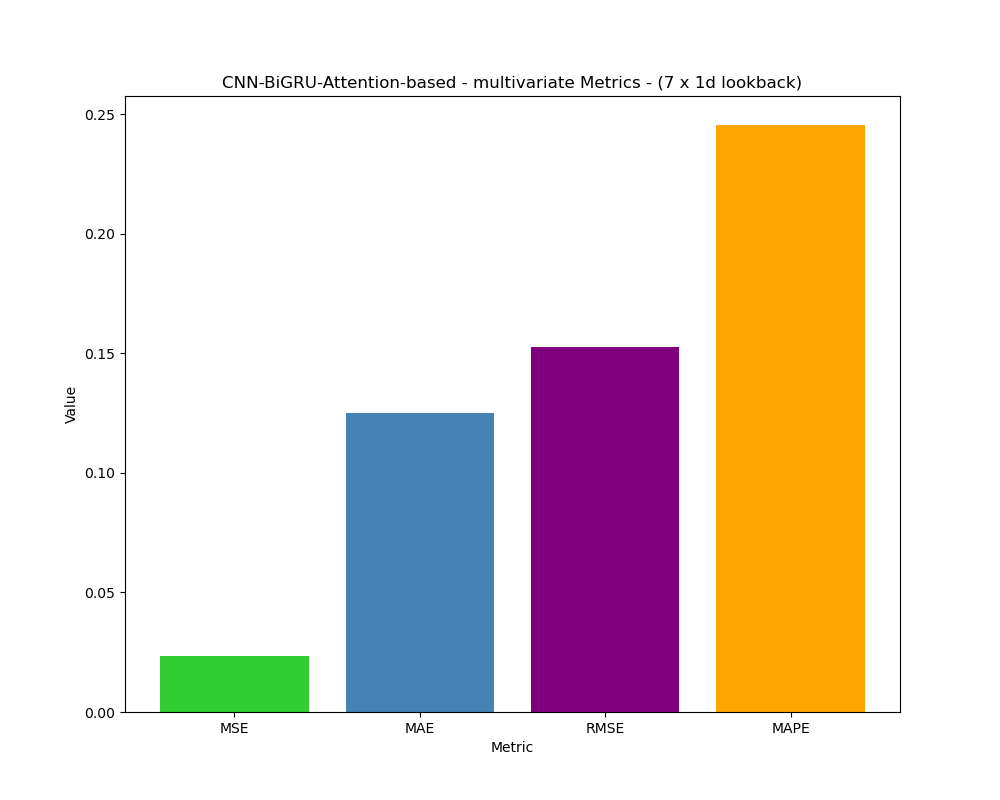 CNN-BiGRU-Attention-based - multivariate Metrics - (7 x 1d lookback)
0.25
0.20
0.15
0.10
0.05
0.00
Value
MSE MAE RMSE MAPE
Metric